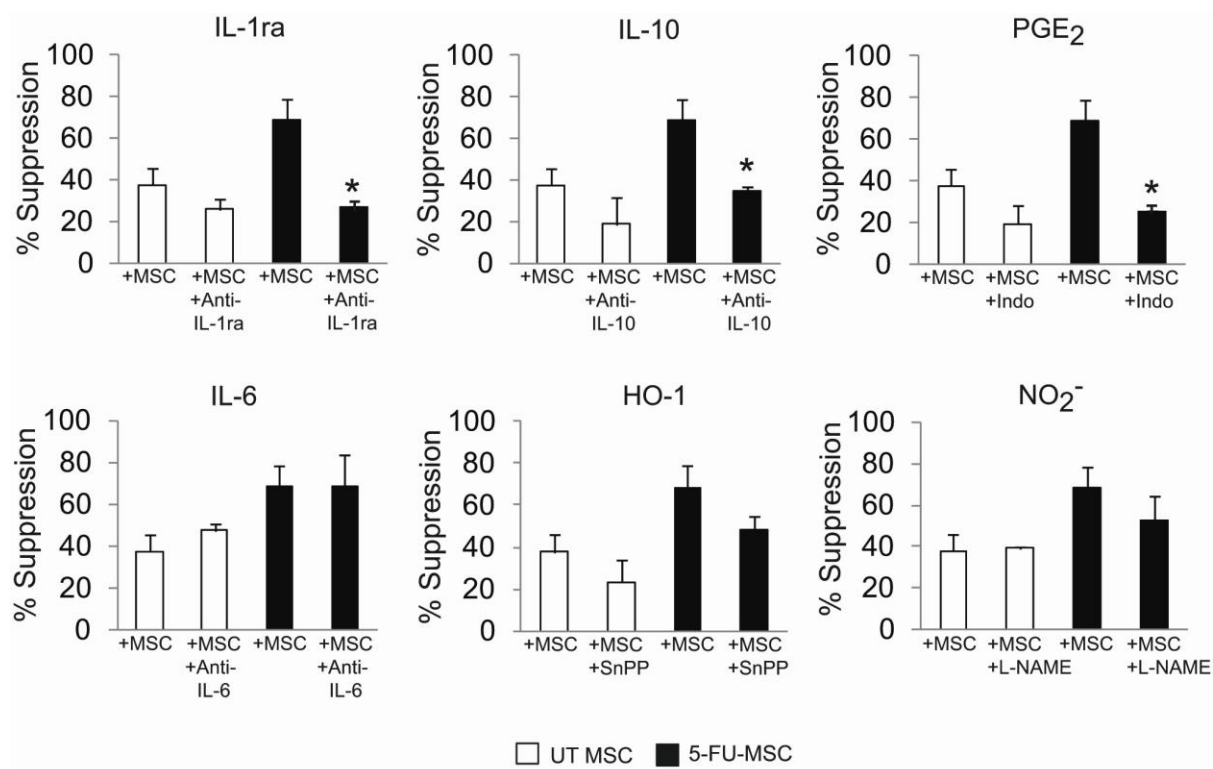 IL-1ra
% Suppression
100
80
60
40
20
0
*
+MSC +MSC +MSC +MSC
+Anti- +Anti-
IL-1ra IL-1ra
IL-10
% Suppression
100
80
60
40
20
0
*
+MSC +MSC +MSC +MSC
+Anti- +Anti-
IL-10 IL-10
PGE2
% Suppression
100
80
60
40
20
0
*
+MSC +MSC +MSC +MSC
+Indo +Indo
IL-6
% Suppression
100
80
60
40
20
0
+MSC +MSC +MSC +MSC
+Anti- +Anti-
IL-6 IL-6
HO-1
% Suppression
100
80
60
40
20
0
+MSC +MSC +MSC +MSC
+SnPP +SnPP
NO2-
% Suppression
100
80
60
40
20
0
+MSC +MSC +MSC +MSC
+L-NAME +L-NAME
UT MSC 5-FU-MSC